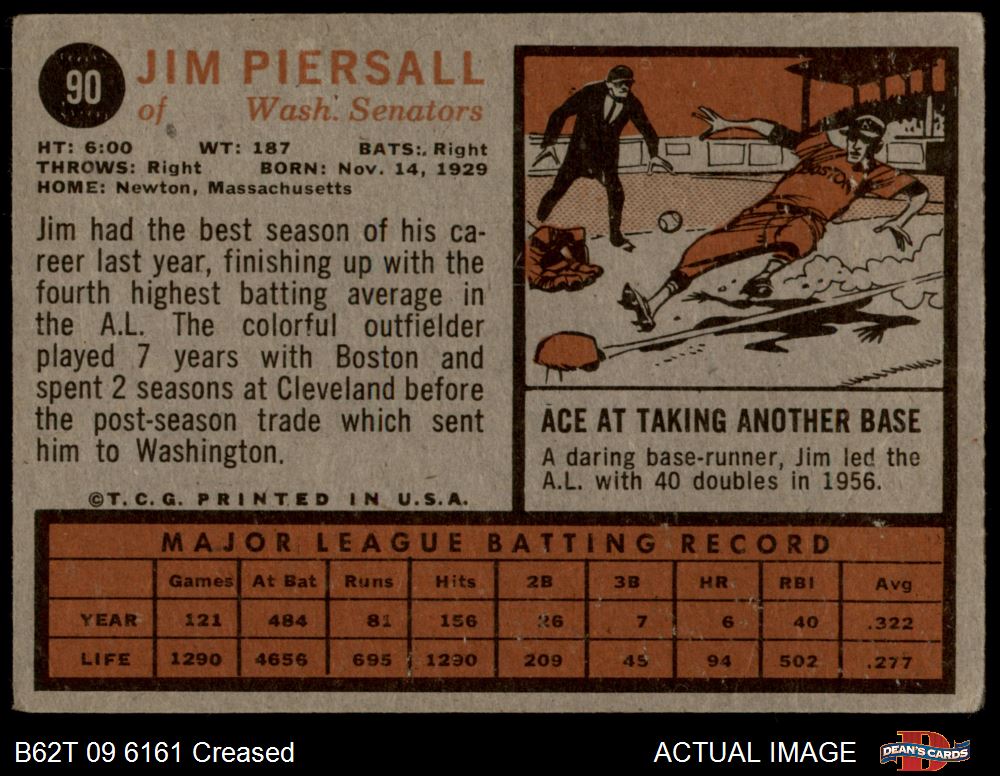 90
JIM PIERSALL
of Wash. Senators
HT: 6:00 WT: 187 BATS: Right
THROWS: Right BORN: Nov. 14, 1929
HOME: Newton, Massachusetts
Jim had the best season of his ca-
reer last year, finishing up with the
fourth highest batting average in
the A.L. The colorful outfielder
played 7 years with Boston and
spent 2 seasons at Cleveland before
the post-season trade which sent
him to Washington.
©T.C.G. PRINTED IN U.S.A.
BOSTON
ACE AT TAKING ANOTHER BASE
A daring base-runner, Jim led the
A.L. with 40 doubles in 1956.
MAJOR LEAGUE BATTING RECORD
Games At Bat Runs Hits 2B 3B HR RBI Avg
YEAR 121 484 81 156 26 7 6 40 .322
LIFE 1290 4656 695 1290 209 45 94 502 .277
B62T 09 6161 Creased
ACTUAL IMAGE
D
DEAN'S CARDS